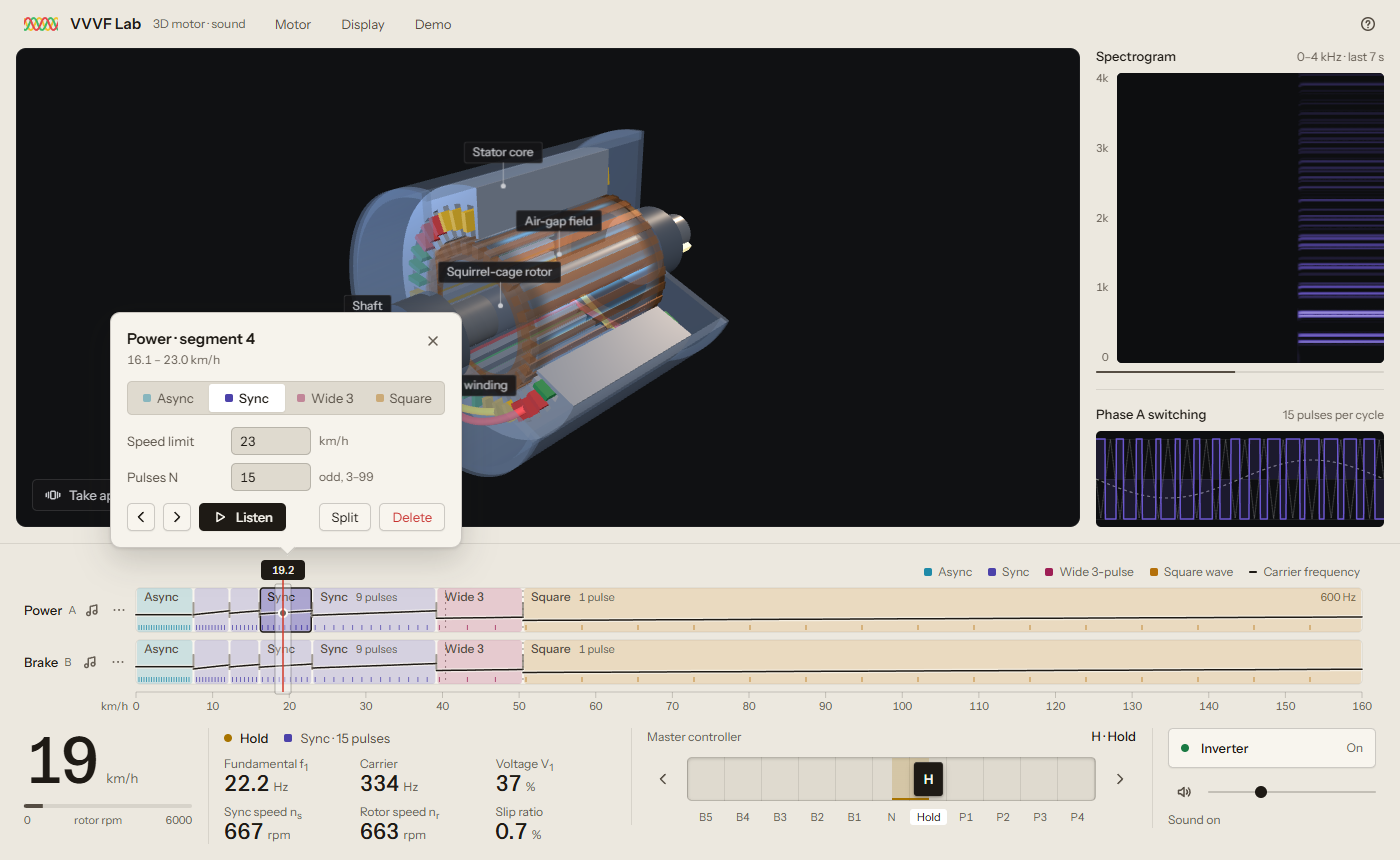 VVVF Lab 3D motor · sound Motor Display Demo
Spectrogram 0–4 kHz · last 7 s
4k
3k
2k
1k
0
Stator core
Air-gap field
Squirrel-cage rotor
Shaft
winding
Take ap
Power · segment 4
16.1 – 23.0 km/h
Async Sync Wide 3 Square
Speed limit 23 km/h
Pulses N 15 odd, 3–99
Listen Split Delete
Phase A switching 15 pulses per cycle
19.2
Async Sync Wide 3-pulse Square wave Carrier frequency
Power A Async Sync Sync 9 pulses Wide 3 Square 1 pulse 600 Hz
Brake B Async Sync Sync 9 pulses Wide 3 Square 1 pulse
km/h 0 10 20 30 40 50 60 70 80 90 100 110 120 130 140 150 160
19 km/h
0 rotor rpm 6000
Hold Sync · 15 pulses
Fundamental f1 Carrier Voltage V1
22.2 Hz 334 Hz 37 %
Sync speed ns Rotor speed nr Slip ratio
667 rpm 663 rpm 0.7 %
Master controller H · Hold
H
B5 B4 B3 B2 B1 N Hold P1 P2 P3 P4
Inverter On
Sound on